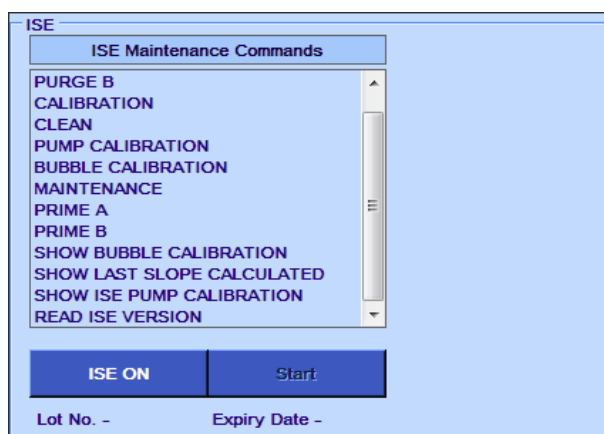 ISE
ISE Maintenance Commands
PURGE B
CALIBRATION
CLEAN
PUMP CALIBRATION
BUBBLE CALIBRATION
MAINTENANCE
PRIME A
PRIME B
SHOW BUBBLE CALIBRATION
SHOW LAST SLOPE CALCULATED
SHOW ISE PUMP CALIBRATION
READ ISE VERSION
ISE ON Start
Lot No. - Expiry Date -